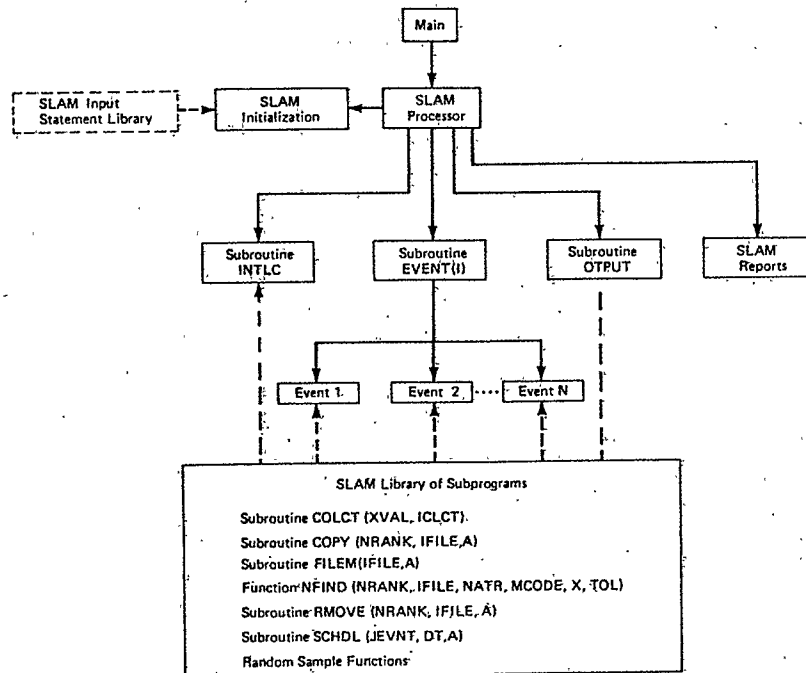 Main
SLAM Input
Statement Library
SLAM
Initialization
SLAM
Processor
Subroutine
INTLC
Subroutine
EVENT(I)
Subroutine
OTPUT
SLAM
Reports
Event 1
Event 2
Event N
SLAM Library of Subprograms
Subroutine COLCT (XVAL, ICLCT)
Subroutine COPY (NRANK, IFILE,A)
Subroutine FILEM(IFILE,A)
Function NFIND (NRANK, IFILE, NATR, MCODE, X, TOL)
Subroutine RMOVE (NRANK, IFILE, A)
Subroutine SCHDL (JEVNT, DT,A)
Random Sample Functions